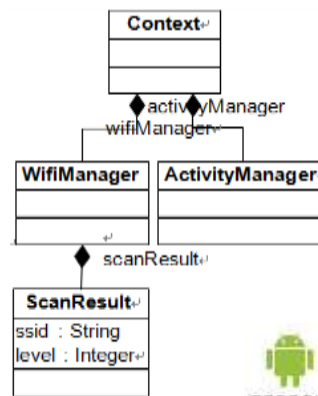 Context
activityManager
wifiManager
WifiManager
ActivityManager
scanResult
ScanResult
ssid : String
level : Integer